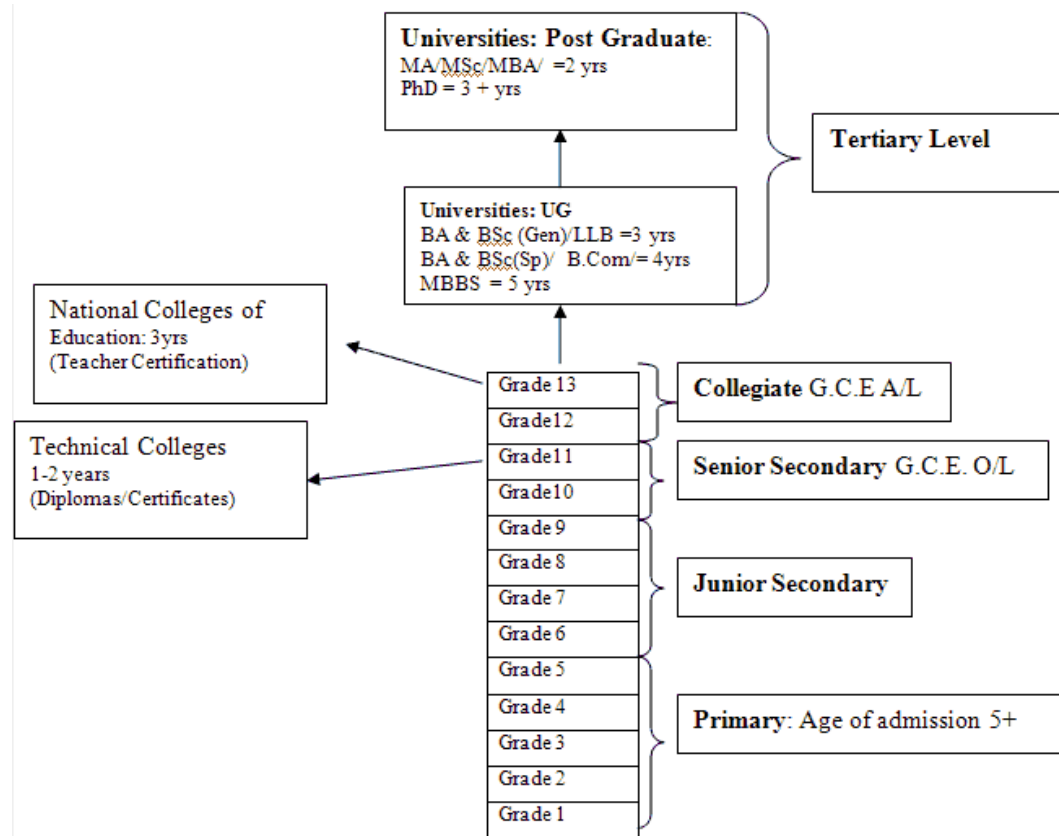 Universities: Post Graduate:
MA/MSc/MBA/ =2 yrs
PhD = 3 + yrs
Tertiary Level
Universities: UG
BA & BSc (Gen)/LLB =3 yrs
BA & BSc(Sp)/ B.Com/= 4yrs
MBBS = 5 yrs
National Colleges of
Education: 3yrs
(Teacher Certification)
Technical Colleges
1-2 years
(Diplomas/Certificates)
Grade 13
Grade12
Grade11
Grade10
Grade 9
Grade 8
Grade 7
Grade 6
Grade 5
Grade 4
Grade 3
Grade 2
Grade 1
Collegiate G.C.E A/L
Senior Secondary G.C.E. O/L
Junior Secondary
Primary: Age of admission 5+